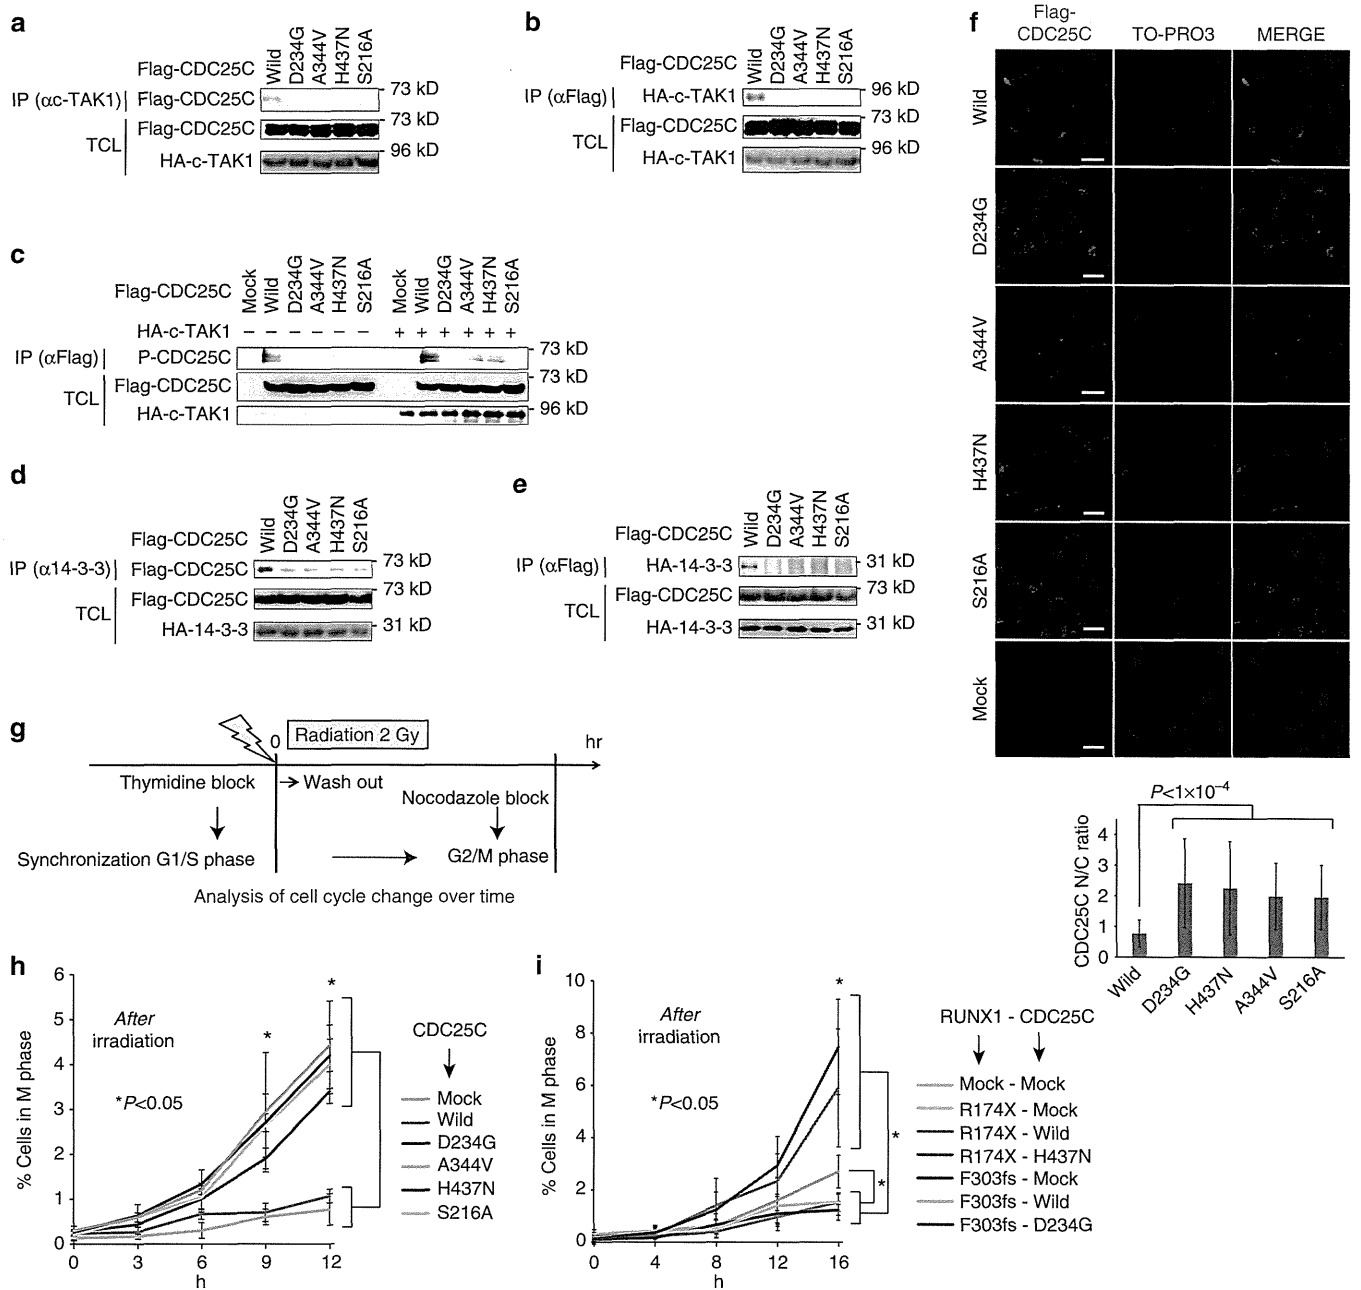 a
Flag-CDC25C Wild D234G A344V H437N S216A
IP (αc-TAK1) Flag-CDC25C 73 kD
TCL Flag-CDC25C 73 kD
HA-c-TAK1 96 kD
b
Flag-CDC25C Wild D234G A344V H437N S216A
IP (αFlag) HA-c-TAK1 96 kD
TCL Flag-CDC25C 73 kD
HA-c-TAK1 96 kD
c
Flag-CDC25C Mock Wild D234G A344V H437N S216A Mock Wild D234G A344V H437N S216A
HA-c-TAK1 − − − − − − + + + + + +
IP (αFlag) P-CDC25C 73 kD
TCL Flag-CDC25C 73 kD
HA-c-TAK1 96 kD
d
Flag-CDC25C Wild D234G A344V H437N S216A
IP (α14-3-3) Flag-CDC25C 73 kD
TCL Flag-CDC25C 73 kD
HA-14-3-3 31 kD
e
Flag-CDC25C Wild D234G A344V H437N S216A
IP (αFlag) HA-14-3-3 31 kD
TCL Flag-CDC25C 73 kD
HA-14-3-3 31 kD
f
Flag-
CDC25C TO-PRO3 MERGE
Wild
D234G
A344V
H437N
S216A
Mock
P<1×10⁻⁴
CDC25C N/C ratio
4
3
2
1
0
Wild D234G H437N A344V S216A
g
0 Radiation 2 Gy hr
Thymidine block → Wash out
Nocodazole block
Synchronization G1/S phase G2/M phase
Analysis of cell cycle change over time
h
% Cells in M phase
6
5
4
3
2
1
0
0 3 6 9 12
h
After
irradiation
*P<0.05
*
*
CDC25C
Mock
Wild
D234G
A344V
H437N
S216A
i
% Cells in M phase
10
8
6
4
2
0
0 4 8 12 16
h
After
irradiation
*P<0.05
*
*
*
RUNX1 - CDC25C
Mock - Mock
R174X - Mock
R174X - Wild
R174X - H437N
F303fs - Mock
F303fs - Wild
F303fs - D234G